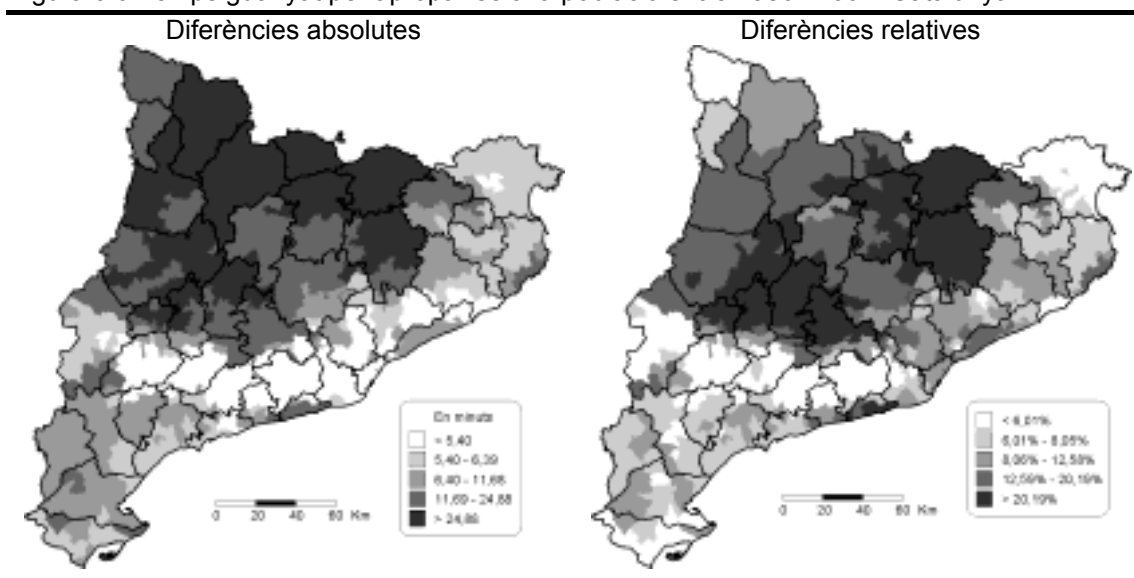 Diferències absolutes
Diferències relatives
En minuts
< 5,40
5,40 - 6,39
6,40 - 11,68
11,69 - 24,88
> 24,88
0 20 40 60 Km
< 6,01%
6,01% - 8,05%
8,06% - 12,58%
12,59% - 20,19%
> 20,19%
0 20 40 60 Km